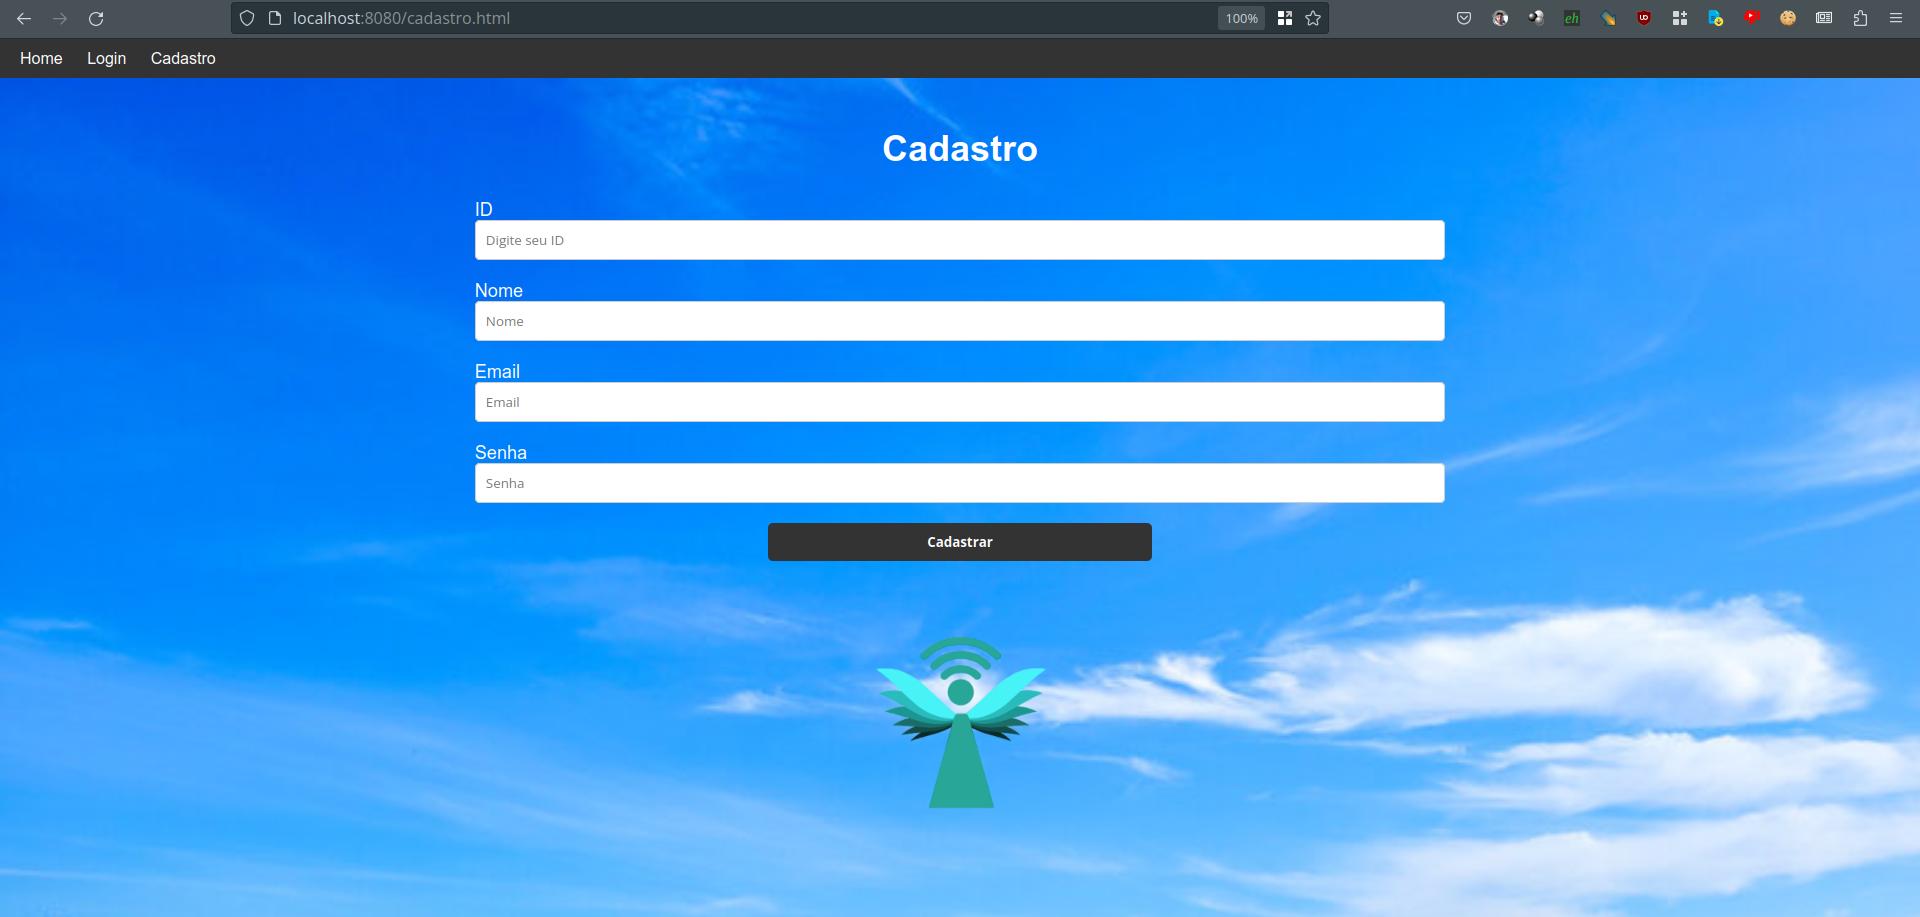 localhost:8080/cadastro.html
100%
eh
Home Login Cadastro
Cadastro
ID
Digite seu ID
Nome
Nome
Email
Email
Senha
Senha
Cadastrar